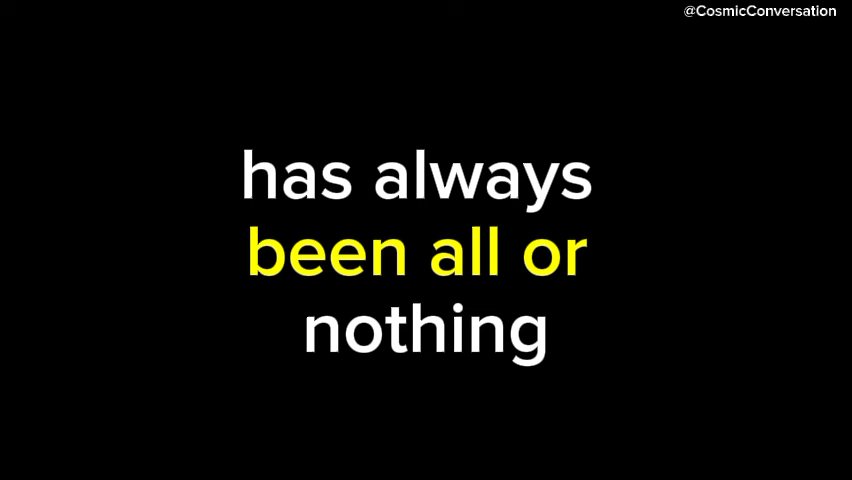 @CosmicConversation
has always
been all or
nothing